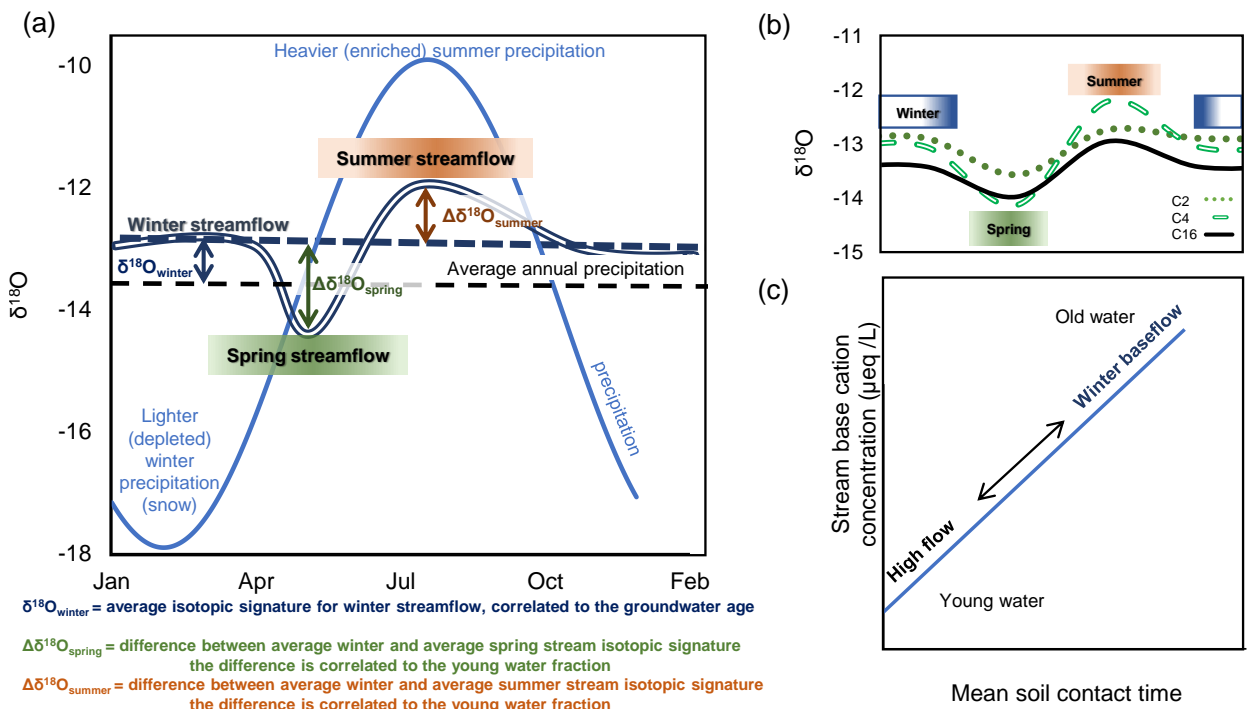 (a)
-10
-12
-14
-16
-18
δ¹⁸O
Heavier (enriched) summer precipitation
Summer streamflow
Winter streamflow
Δδ¹⁸Osummer
δ¹⁸Owinter
Average annual precipitation
Δδ¹⁸Ospring
Spring streamflow
precipitation
Lighter
(depleted)
winter
precipitation
(snow)
Jan
Apr
Jul
Oct
Feb
δ¹⁸Owinter = average isotopic signature for winter streamflow, correlated to the groundwater age
Δδ¹⁸Ospring = difference between average winter and average spring stream isotopic signature
the difference is correlated to the young water fraction
Δδ¹⁸Osummer = difference between average winter and average summer stream isotopic signature
the difference is correlated to the young water fraction
(b)
-11
-12
-13
-14
-15
δ¹⁸O
Winter
Summer
Spring
C2
C4
C16
(c)
Stream base cation
concentration (µeq /L)
Old water
Winter baseflow
High flow
Young water
Mean soil contact time